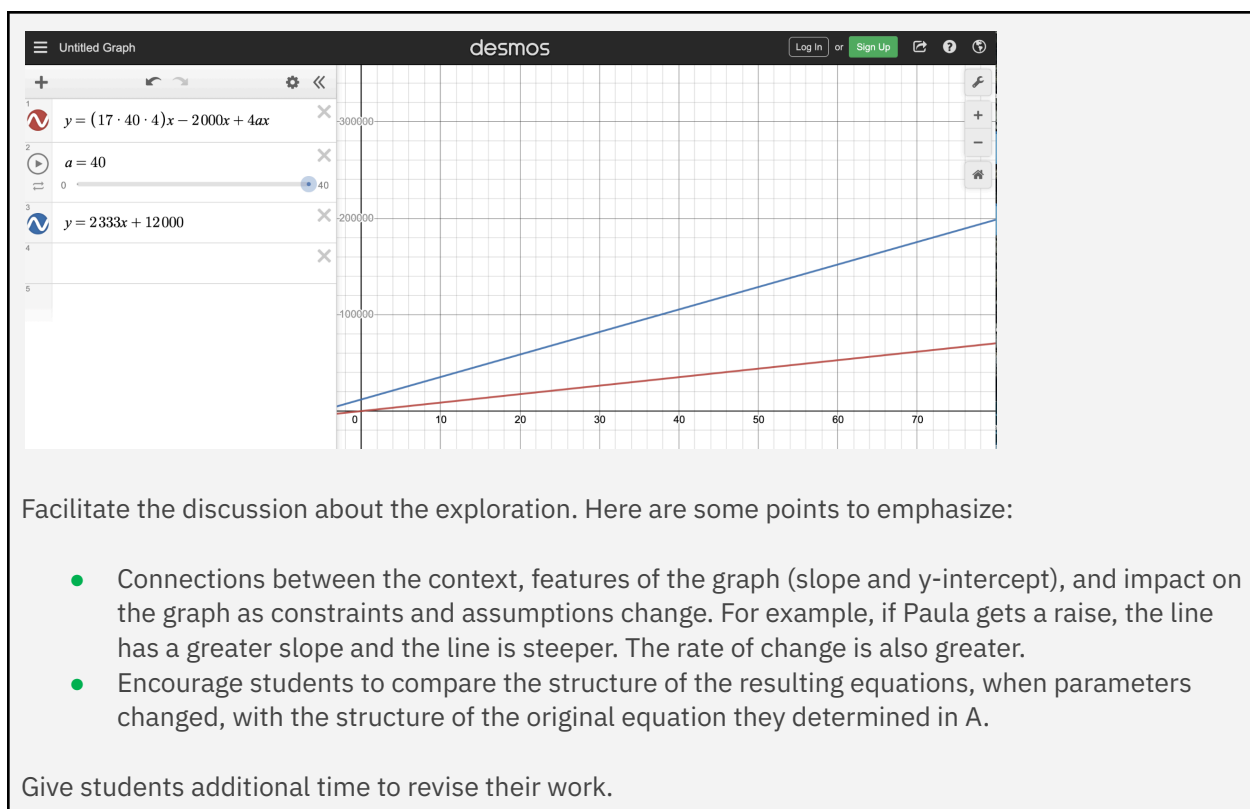 Untitled Graph
desmos
Log In or Sign Up
1
y = (17 · 40 · 4)x − 2000x + 4ax
2
a = 40
0
40
3
y = 2333x + 12000
4
5
300000
200000
100000
0 10 20 30 40 50 60 70
Facilitate the discussion about the exploration. Here are some points to emphasize:
● Connections between the context, features of the graph (slope and y-intercept), and impact on
the graph as constraints and assumptions change. For example, if Paula gets a raise, the line
has a greater slope and the line is steeper. The rate of change is also greater.
● Encourage students to compare the structure of the resulting equations, when parameters
changed, with the structure of the original equation they determined in A.
Give students additional time to revise their work.